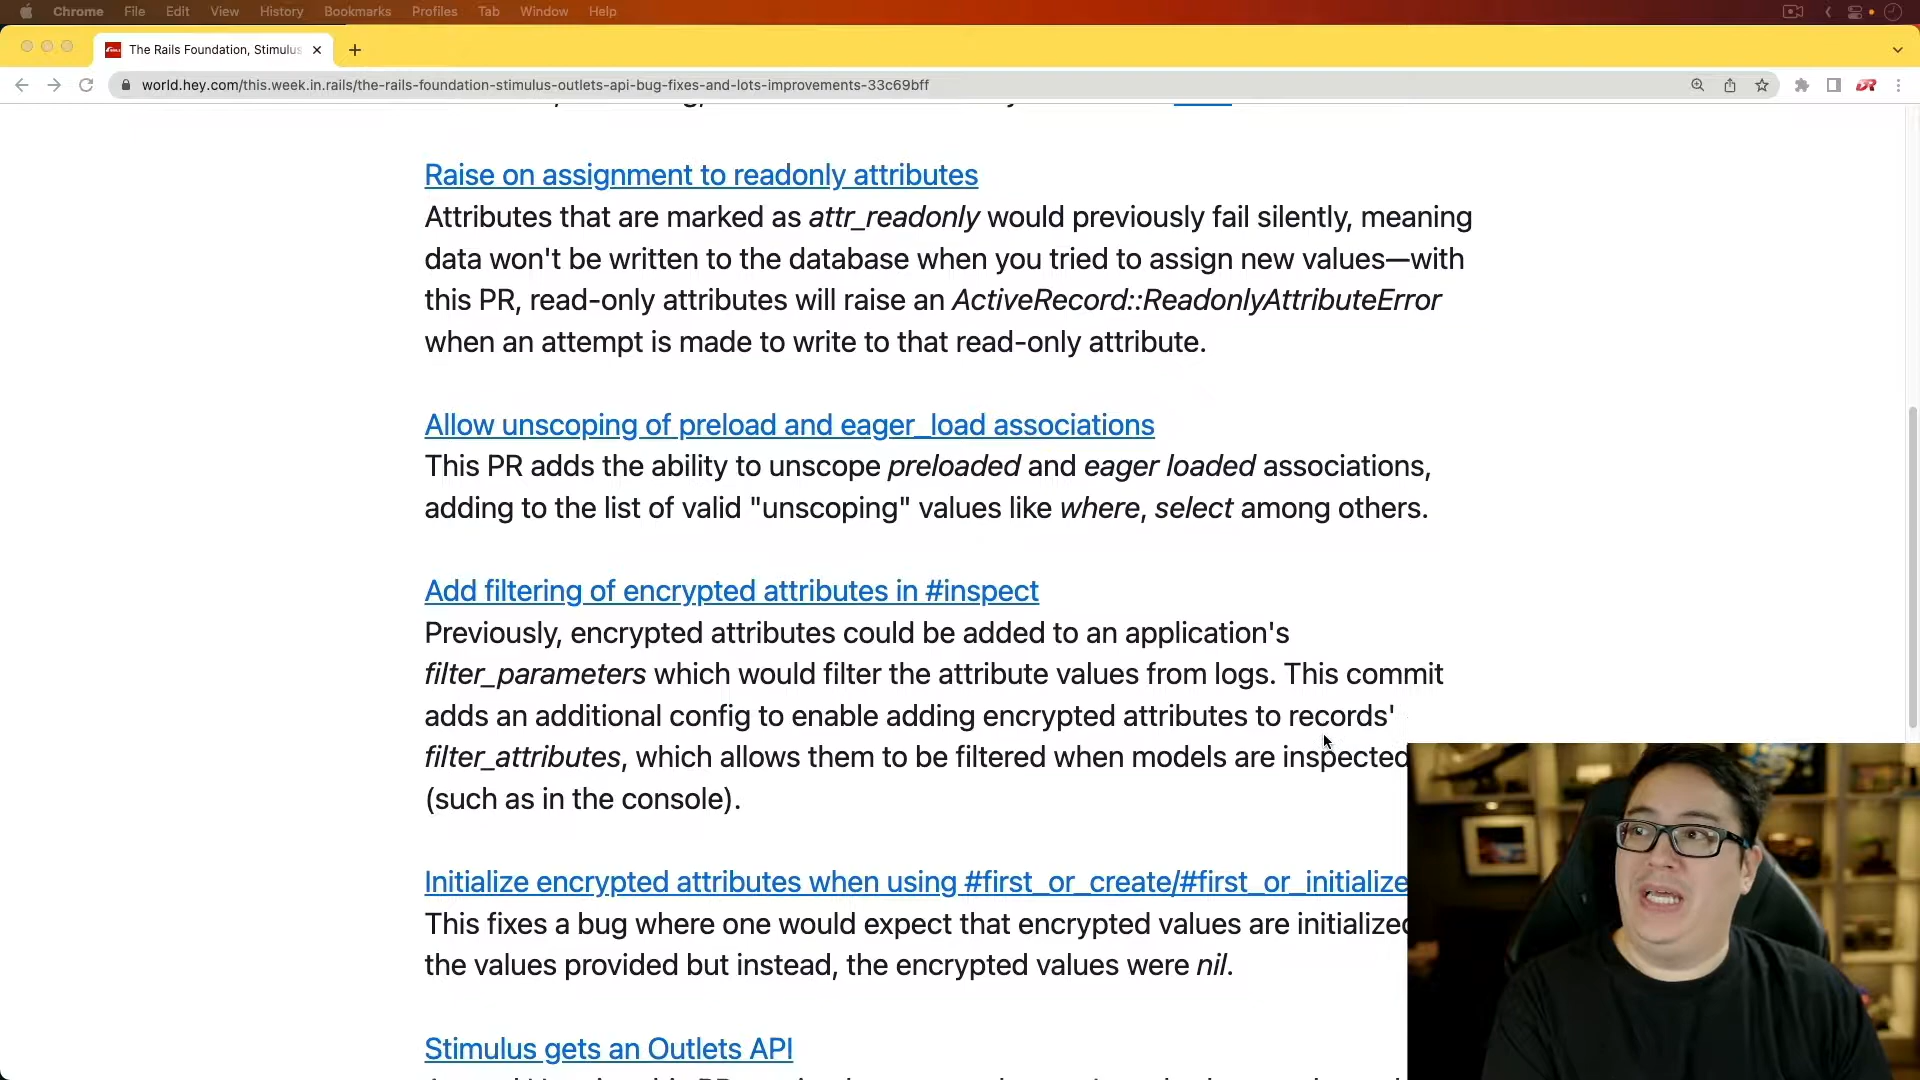 Chrome File Edit View History Bookmarks Profiles Tab Window Help
The Rails Foundation, Stimulus
world.hey.com/this.week.in.rails/the-rails-foundation-stimulus-outlets-api-bug-fixes-and-lots-improvements-33c69bff
Raise on assignment to readonly attributes
Attributes that are marked as attr_readonly would previously fail silently, meaning
data won't be written to the database when you tried to assign new values—with
this PR, read-only attributes will raise an ActiveRecord::ReadonlyAttributeError
when an attempt is made to write to that read-only attribute.
Allow unscoping of preload and eager_load associations
This PR adds the ability to unscope preloaded and eager loaded associations,
adding to the list of valid "unscoping" values like where, select among others.
Add filtering of encrypted attributes in #inspect
Previously, encrypted attributes could be added to an application's
filter_parameters which would filter the attribute values from logs. This commit
adds an additional config to enable adding encrypted attributes to records'
filter_attributes, which allows them to be filtered when models are inspected
(such as in the console).
Initialize encrypted attributes when using #first_or_create/#first_or_initialize
This fixes a bug where one would expect that encrypted values are initialized
the values provided but instead, the encrypted values were nil.
Stimulus gets an Outlets API